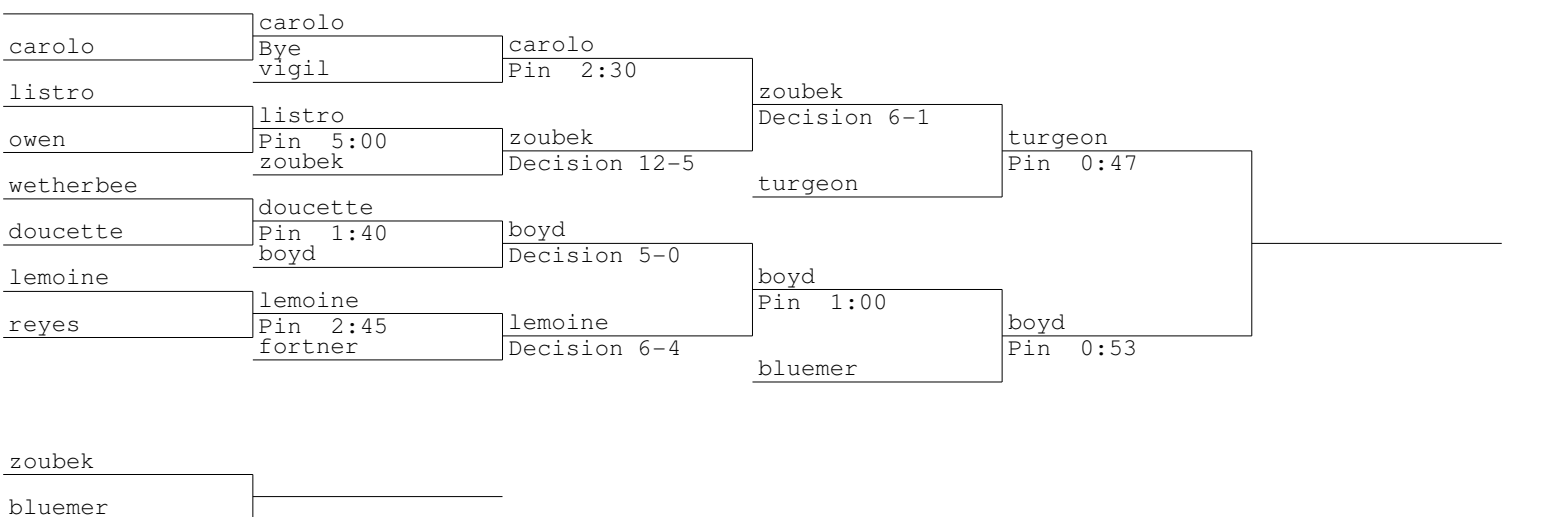 carolo
carolo
Bye
vigil
carolo
Pin 2:30
listro
owen
listro
Pin 5:00
zoubek
zoubek
Decision 12-5
zoubek
Decision 6-1
turgeon
turgeon
Pin 0:47
wetherbee
doucette
doucette
Pin 1:40
boyd
boyd
Decision 5-0
lemoine
reyes
lemoine
Pin 2:45
fortner
lemoine
Decision 6-4
boyd
Pin 1:00
bluemer
boyd
Pin 0:53
zoubek
bluemer